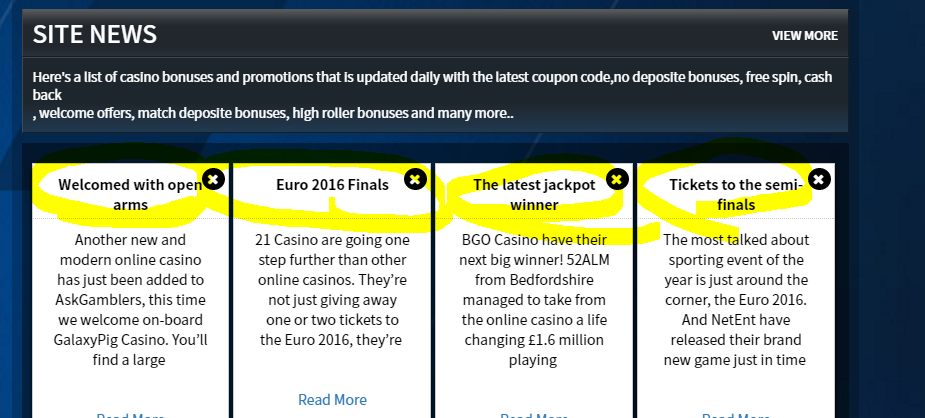 SITE NEWS
VIEW MORE
Here's a list of casino bonuses and promotions that is updated daily with the latest coupon code,no deposite bonuses, free spin, cash
back
, welcome offers, match deposite bonuses, high roller bonuses and many more..
Welcomed with open
arms
Another new and
modern online casino
has just been added to
AskGamblers, this time
we welcome on-board
GalaxyPig Casino. You'll
find a large
Read More
Euro 2016 Finals
21 Casino are going one
step further than other
online casinos. They're
not just giving away
one or two tickets to
the Euro 2016, they're
Read More
The latest jackpot
winner
BGO Casino have their
next big winner! 52ALM
from Bedfordshire
managed to take from
the online casino a life
changing £1.6 million
playing
Read More
Tickets to the semi-
finals
The most talked about
sporting event of the
year is just around the
corner, the Euro 2016.
And NetEnt have
released their brand
new game just in time
Read More